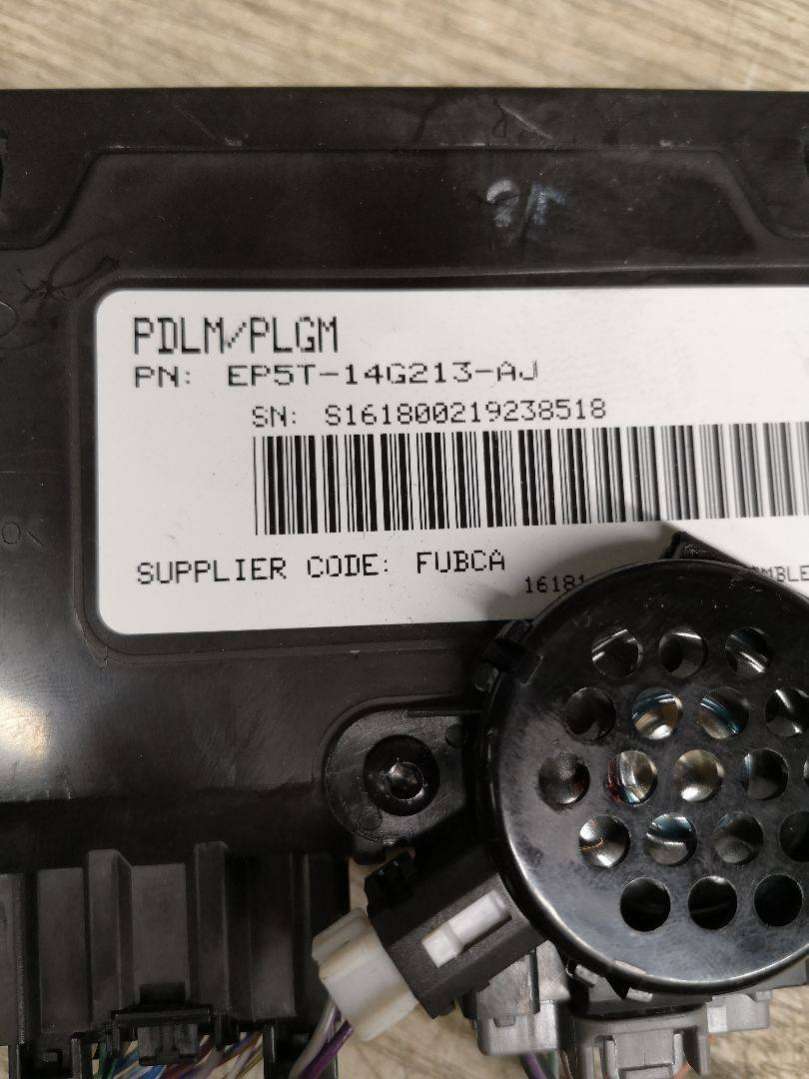 PDLM/PLGM
PN: EP5T-14G213-AJ
SN: S161800219238518
SUPPLIER CODE: FUBCA